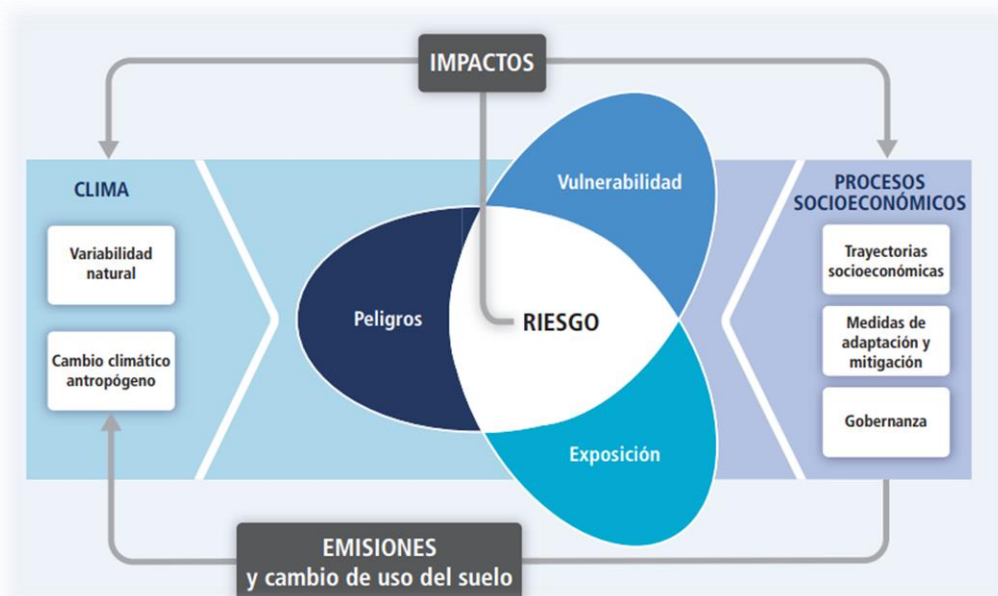 IMPACTOS
CLIMA
Variabilidad
natural
Cambio climático
antropógeno
Peligros
Vulnerabilidad
RIESGO
Exposición
PROCESOS
SOCIOECONÓMICOS
Trayectorias
socioeconómicas
Medidas de
adaptación y
mitigación
Gobernanza
EMISIONES
y cambio de uso del suelo